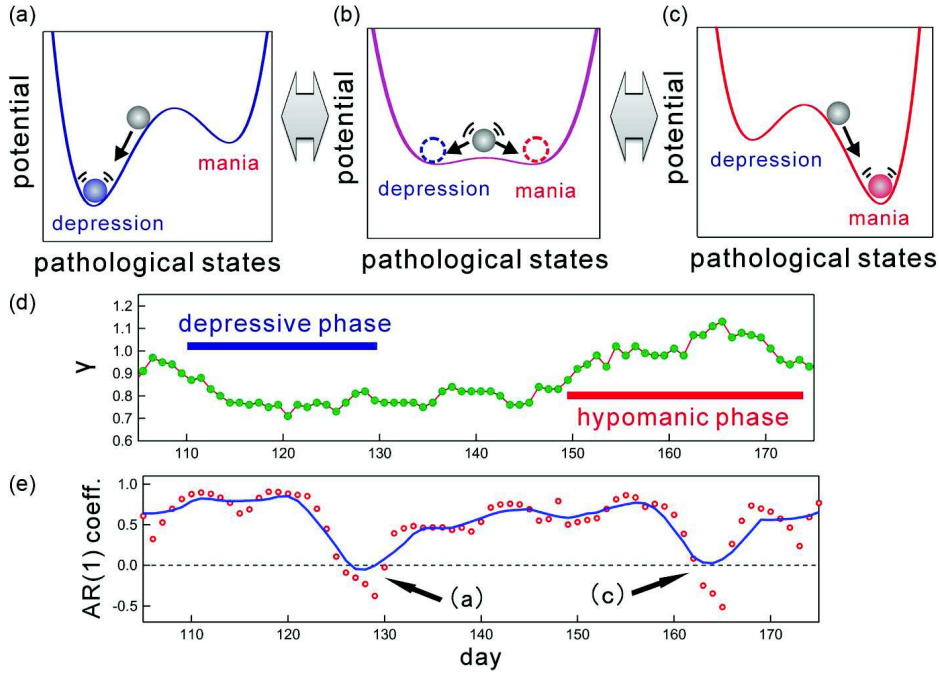 (a)
potential
depression
mania
pathological states
(b)
potential
depression
mania
pathological states
(c)
potential
depression
mania
pathological states
(d)
γ
1.2
1.1
1.0
0.9
0.8
0.7
0.6
depressive phase
hypomanic phase
110 120 130 140 150 160 170
(e)
AR(1) coeff.
1.0
0.5
0.0
-0.5
(a)
(c)
110 120 130 140 150 160 170
day